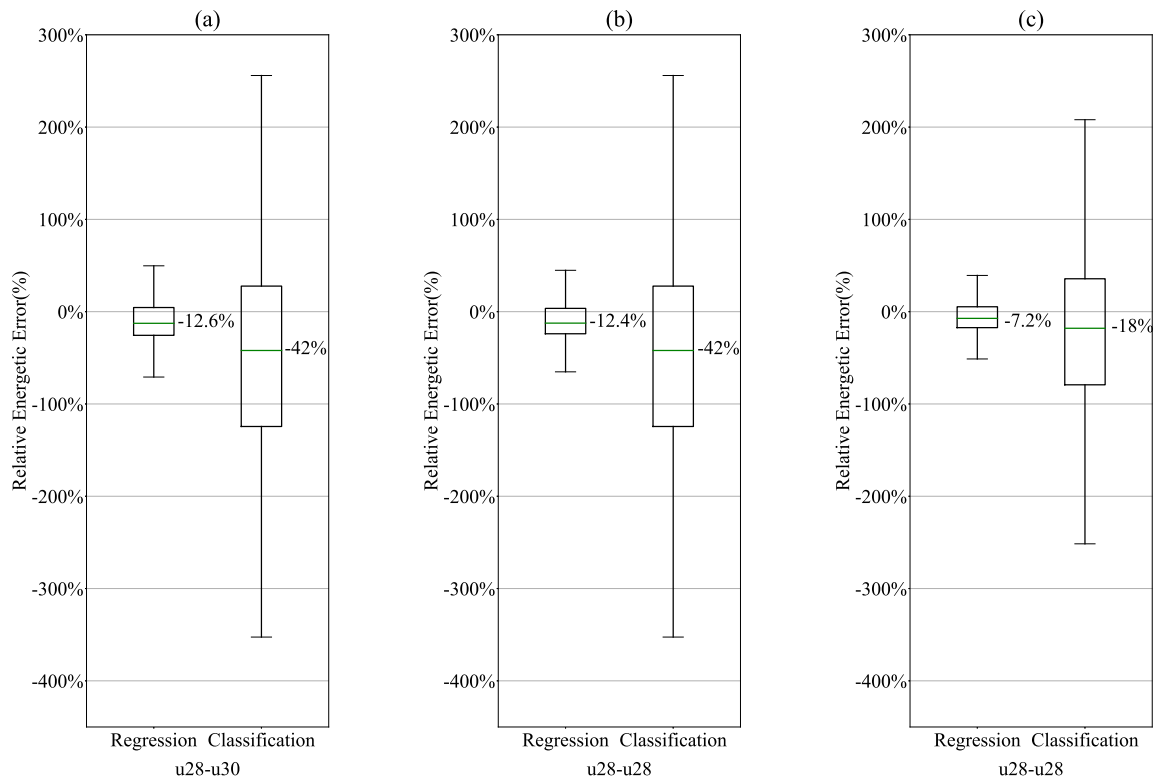 (a)
300%
200%
100%
0%
-100%
-200%
-300%
-400%
Relative Energetic Error(%)
-12.6%
-42%
Regression Classification
u28-u30
(b)
300%
200%
100%
0%
-100%
-200%
-300%
-400%
Relative Energetic Error(%)
-12.4%
-42%
Regression Classification
u28-u28
(c)
300%
200%
100%
0%
-100%
-200%
-300%
-400%
Relative Energetic Error(%)
-7.2%
-18%
Regression Classification
u28-u28